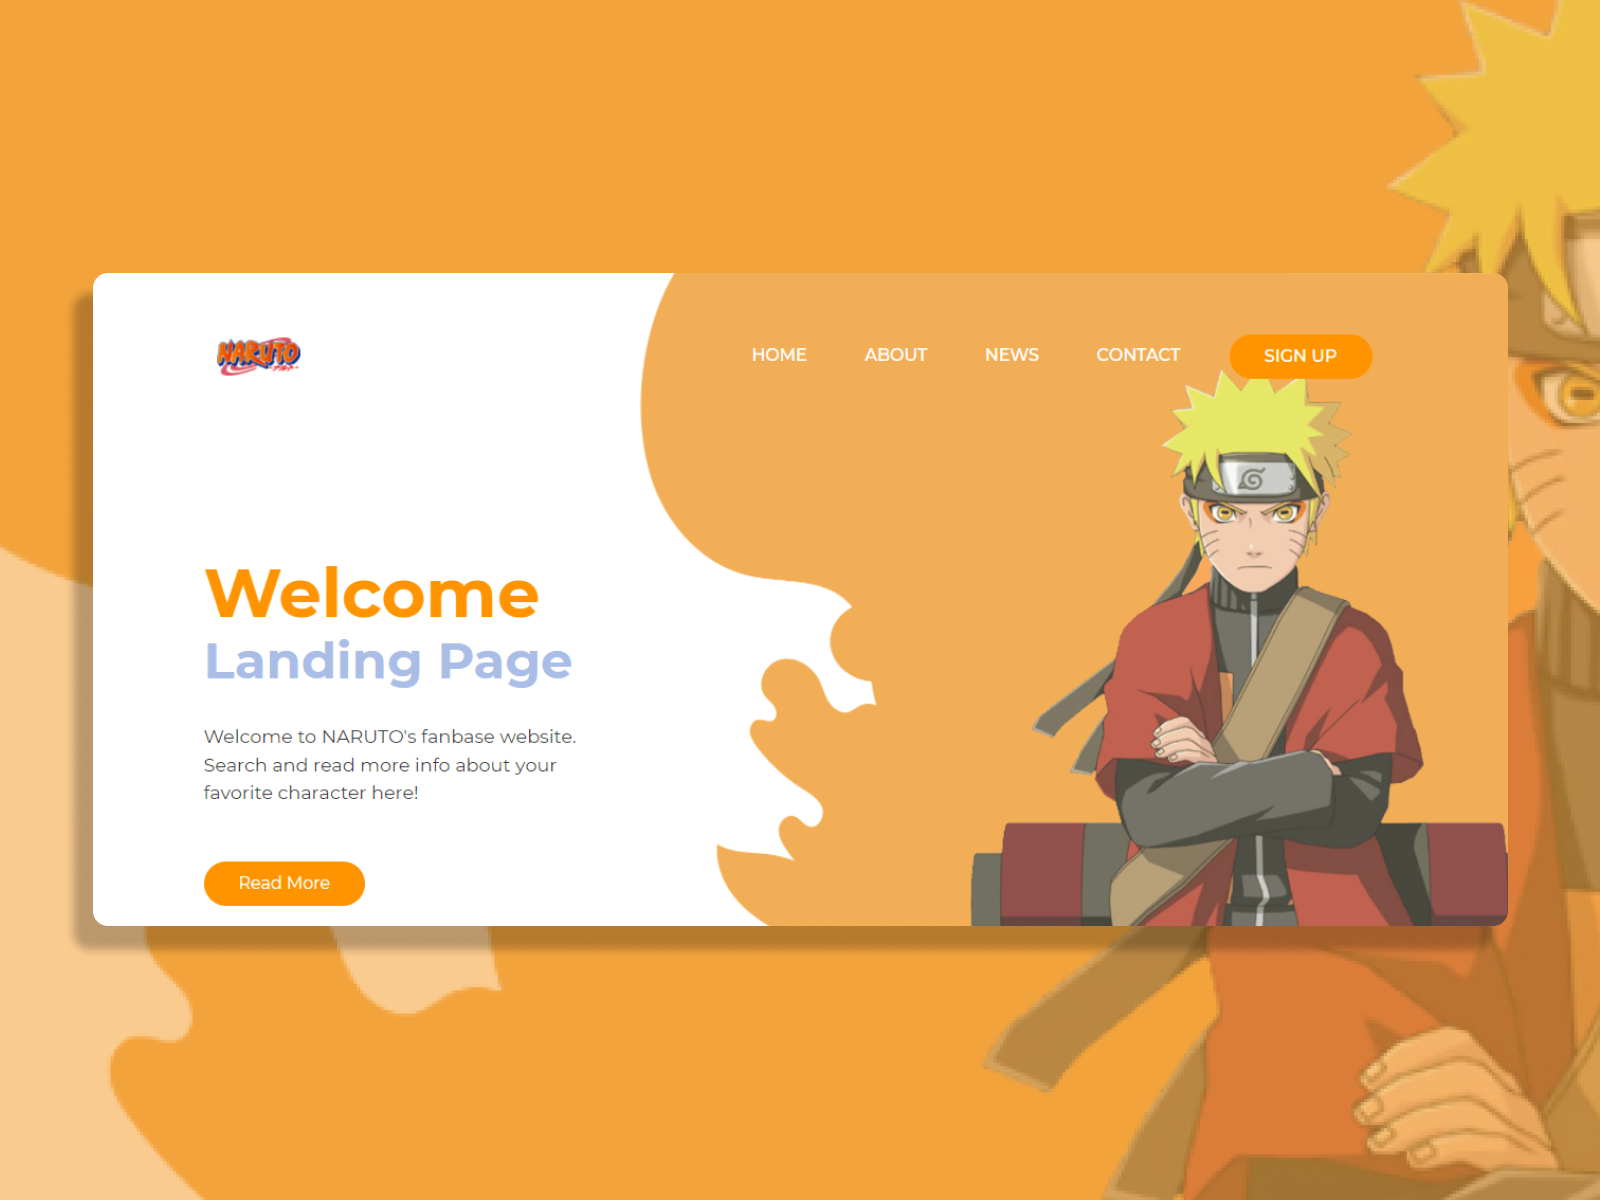 NARUTO
HOME ABOUT NEWS CONTACT SIGN UP
Welcome
Landing Page
Welcome to NARUTO's fanbase website.
Search and read more info about your
favorite character here!
Read More